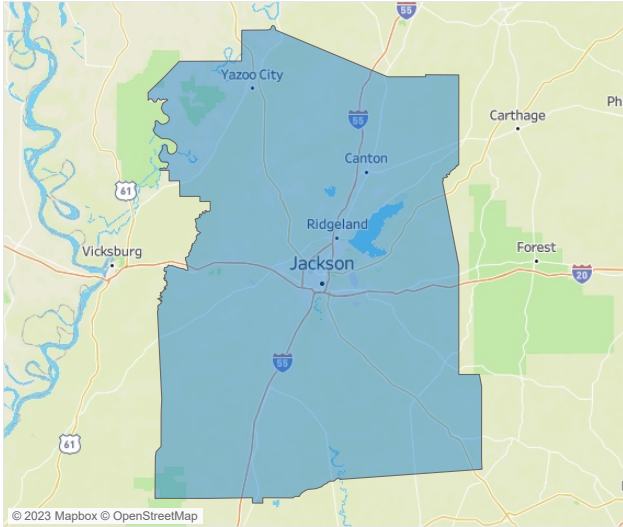 55
Yazoo City
55
Carthage
Ph
Canton
61
Ridgeland
Vicksburg
Forest
Jackson
20
55
61
© 2023 Mapbox © OpenStreetMap